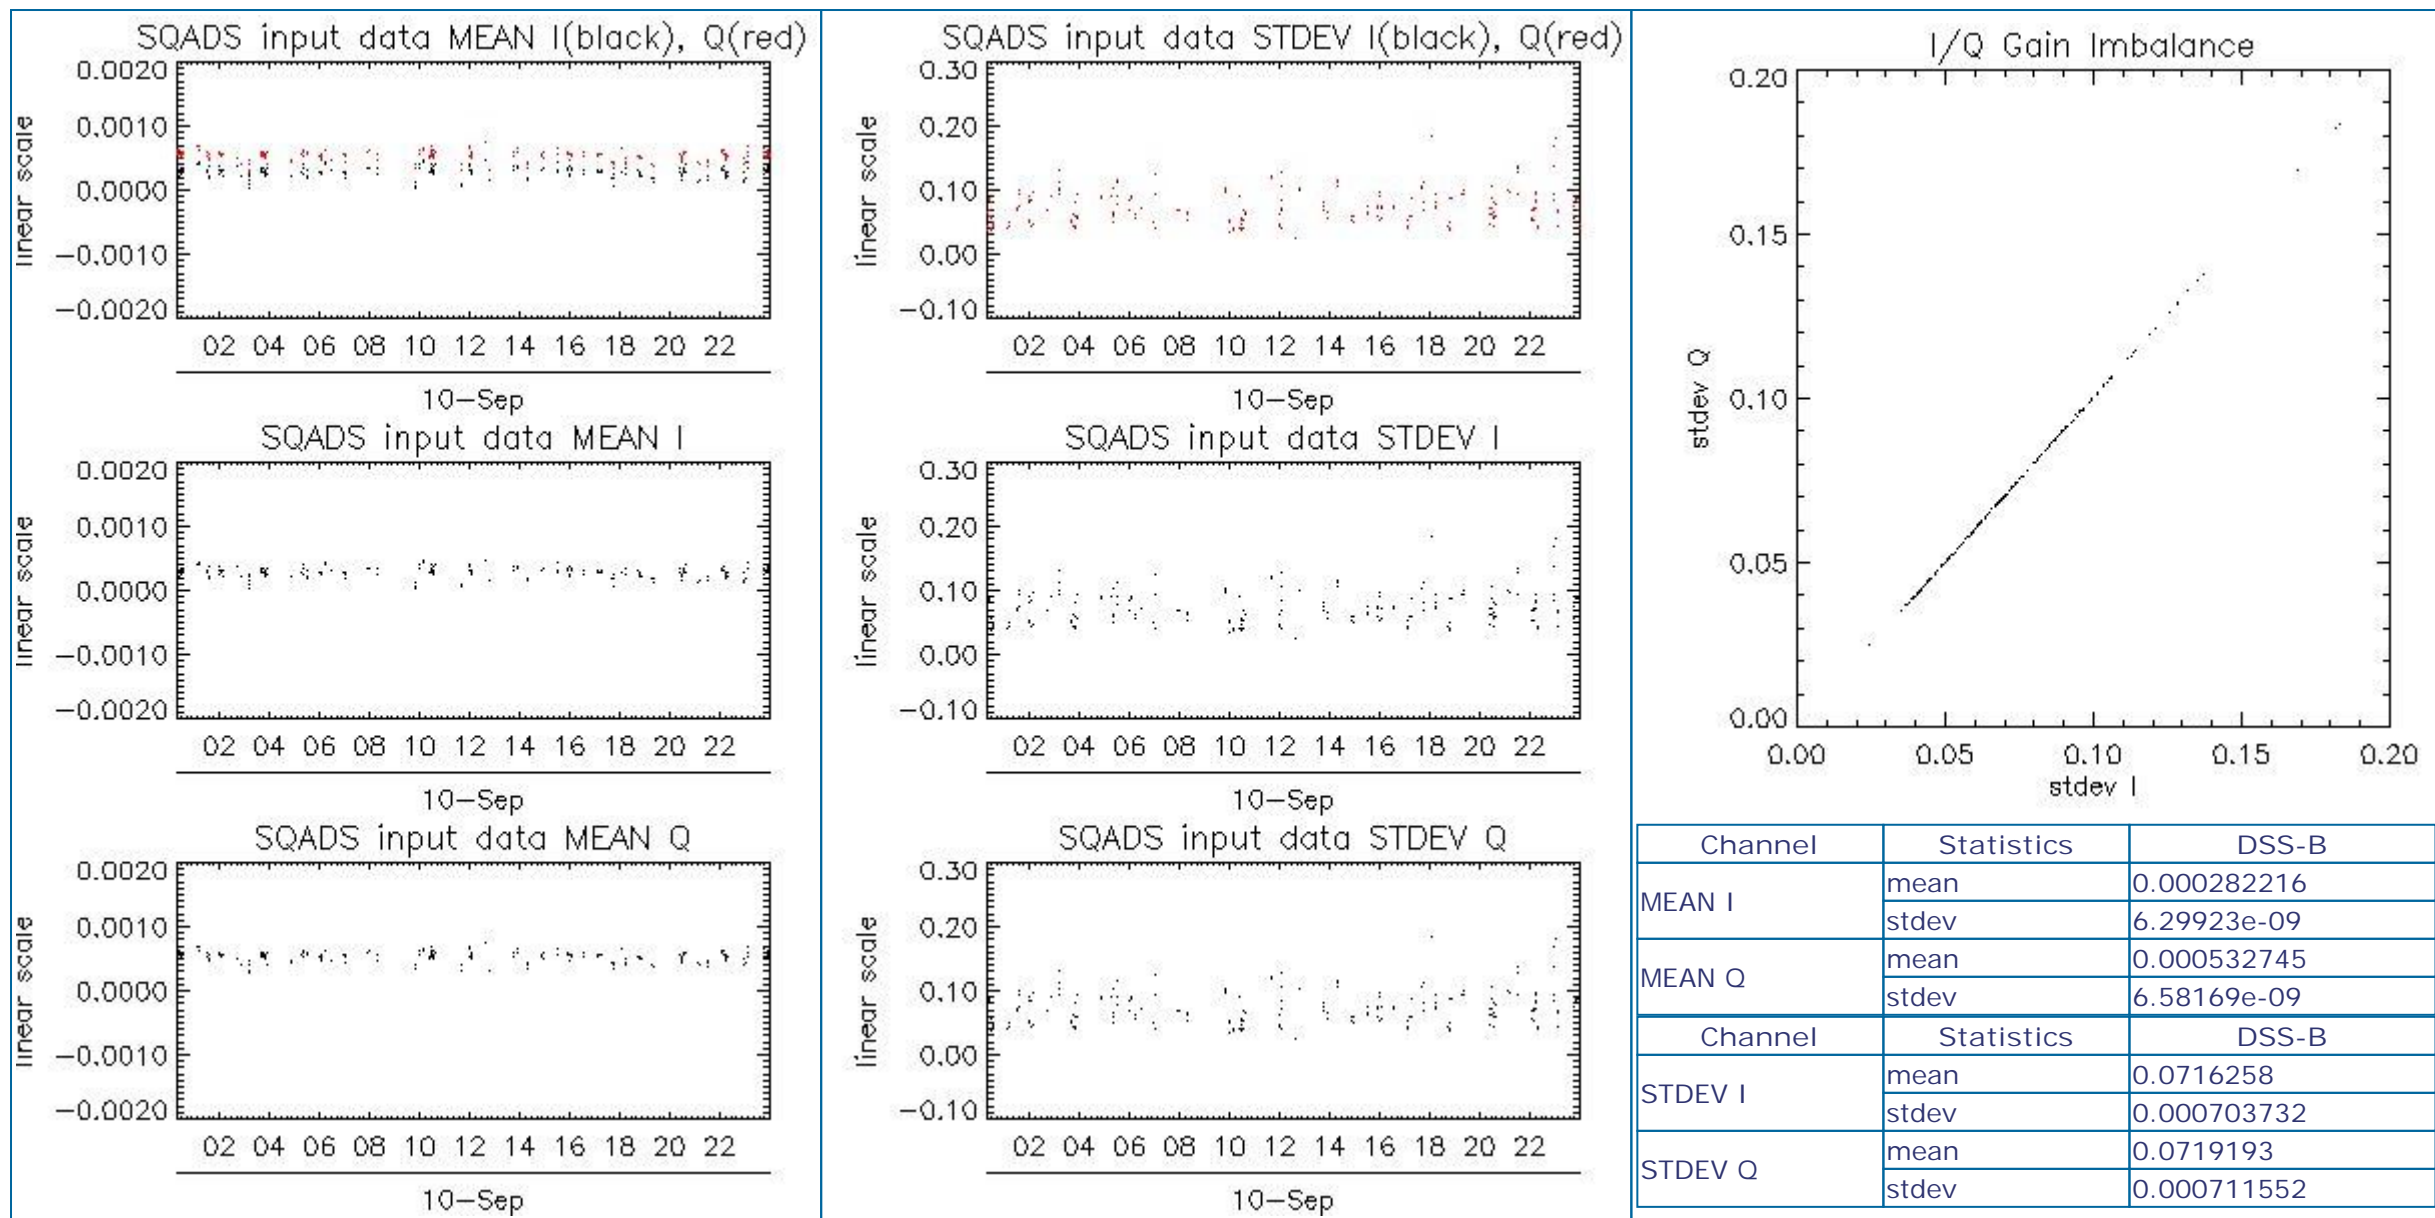 SQADS input data MEAN I(black), Q(red)
linear scale
0.0020
0.0010
0.0000
-0.0010
-0.0020
02 04 06 08 10 12 14 16 18 20 22
10-Sep
SQADS input data MEAN I
linear scale
0.0020
0.0010
0.0000
-0.0010
-0.0020
02 04 06 08 10 12 14 16 18 20 22
10-Sep
SQADS input data MEAN Q
linear scale
0.0020
0.0010
0.0000
-0.0010
-0.0020
02 04 06 08 10 12 14 16 18 20 22
10-Sep
SQADS input data STDEV I(black), Q(red)
linear scale
0.30
0.20
0.10
0.00
-0.10
02 04 06 08 10 12 14 16 18 20 22
10-Sep
SQADS input data STDEV I
linear scale
0.30
0.20
0.10
0.00
-0.10
02 04 06 08 10 12 14 16 18 20 22
10-Sep
SQADS input data STDEV Q
linear scale
0.30
0.20
0.10
0.00
-0.10
02 04 06 08 10 12 14 16 18 20 22
10-Sep
I/Q Gain Imbalance
stdev Q
0.20
0.15
0.10
0.05
0.00
0.00 0.05 0.10 0.15 0.20
stdev I
Channel Statistics DSS-B
MEAN I
mean 0.000282216
stdev 6.29923e-09
MEAN Q
mean 0.000532745
stdev 6.58169e-09
Channel Statistics DSS-B
STDEV I
mean 0.0716258
stdev 0.000703732
STDEV Q
mean 0.0719193
stdev 0.000711552